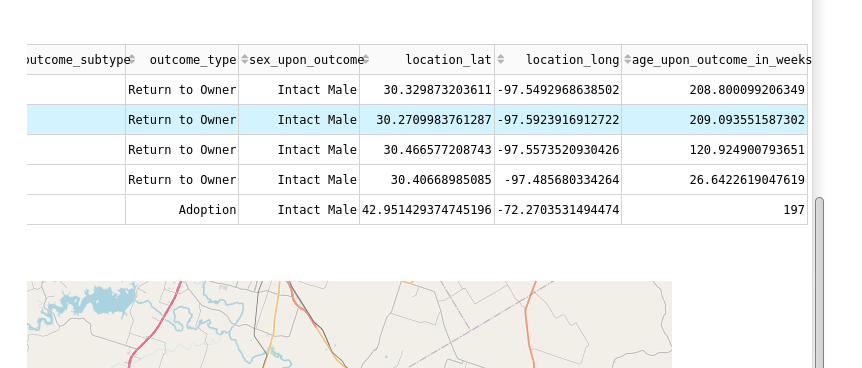 outcome_subtype outcome_type sex_upon_outcome location_lat location_long age_upon_outcome_in_weeks
Return to Owner Intact Male 30.329873203611 -97.5492968638502 208.800099206349
Return to Owner Intact Male 30.2709983761287 -97.5923916912722 209.093551587302
Return to Owner Intact Male 30.466577208743 -97.5573520930426 120.924900793651
Return to Owner Intact Male 30.40668985085 -97.485680334264 26.6422619047619
Adoption Intact Male 42.951429374745196 -72.2703531494474 197